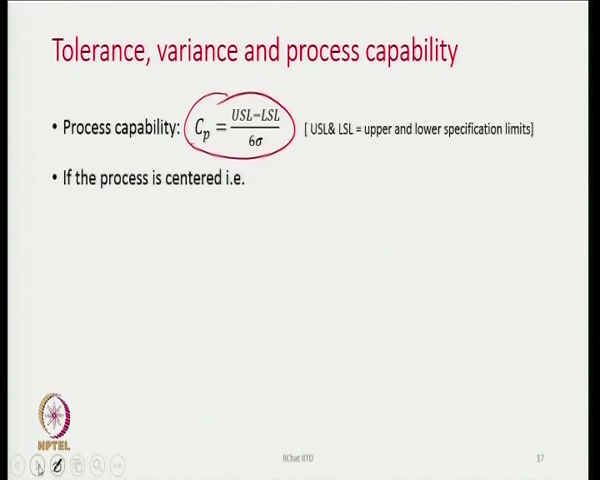 Tolerance, variance and process capability
• Process capability: C_p = (USL−LSL)/6σ [ USL& LSL = upper and lower specification limits]
• If the process is centered i.e.
NPTEL
RChat IITD
17